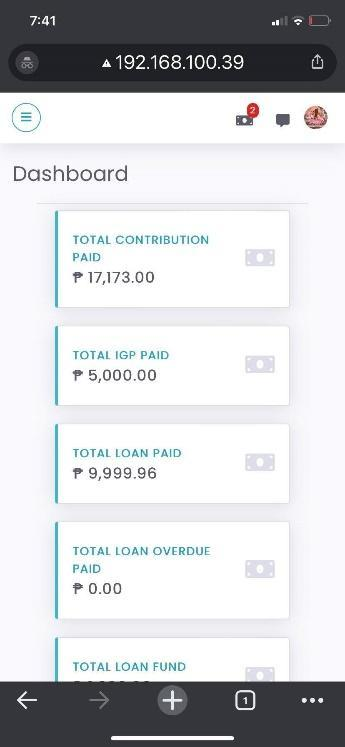 7:41
192.168.100.39
2
Dashboard
TOTAL CONTRIBUTION
PAID
₱ 17,173.00
TOTAL IGP PAID
₱ 5,000.00
TOTAL LOAN PAID
₱ 9,999.96
TOTAL LOAN OVERDUE
PAID
₱ 0.00
TOTAL LOAN FUND
1